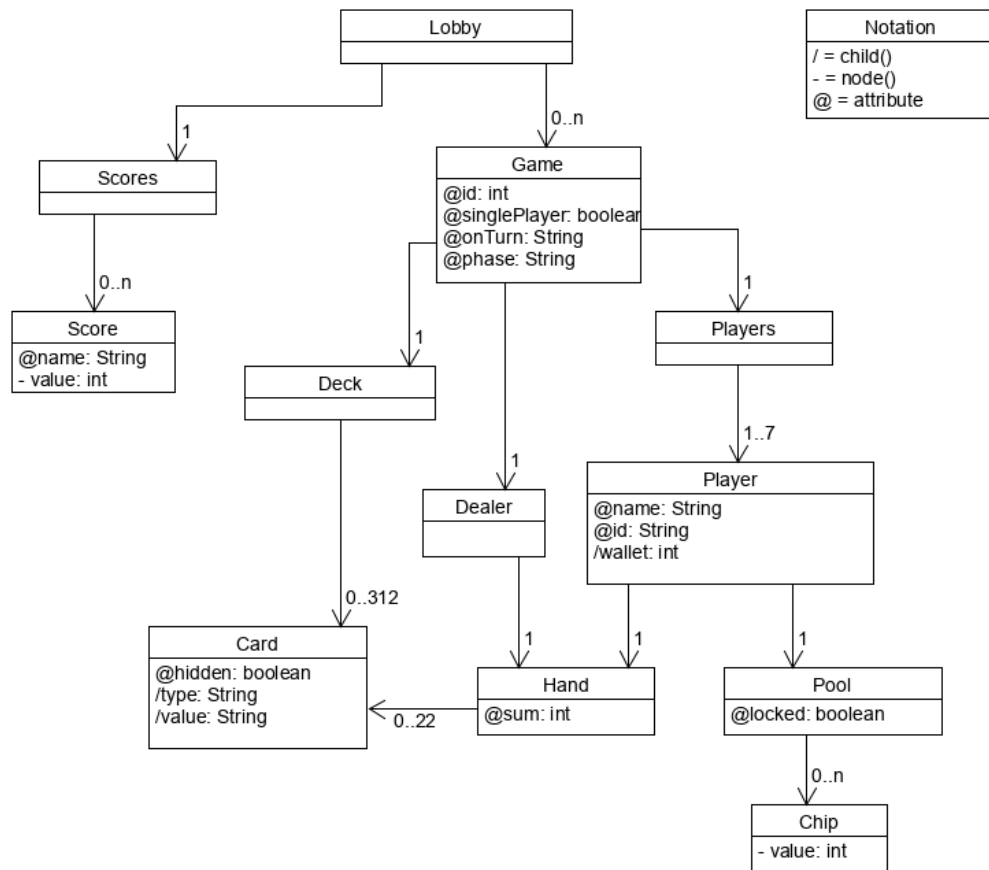 Lobby
Notation
/ = child()
- = node()
@ = attribute
1
0..n
Scores
Game
@id: int
@singlePlayer: boolean
@onTurn: String
@phase: String
0..n
1
1
Score
@name: String
- value: int
Players
Deck
1..7
1
Player
@name: String
@id: String
/wallet: int
Dealer
0..312
1
1
1
Card
@hidden: boolean
/type: String
/value: String
Hand
@sum: int
Pool
@locked: boolean
0..22
0..n
Chip
- value: int